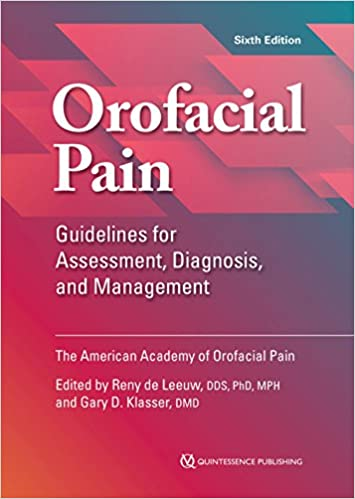 Sixth Edition
Orofacial
Pain
Guidelines for
Assessment, Diagnosis,
and Management
The American Academy of Orofacial Pain
Edited by Reny de Leeuw, DDS, PhD, MPH
and Gary D. Klasser, DMD
QUINTESSENCE PUBLISHING